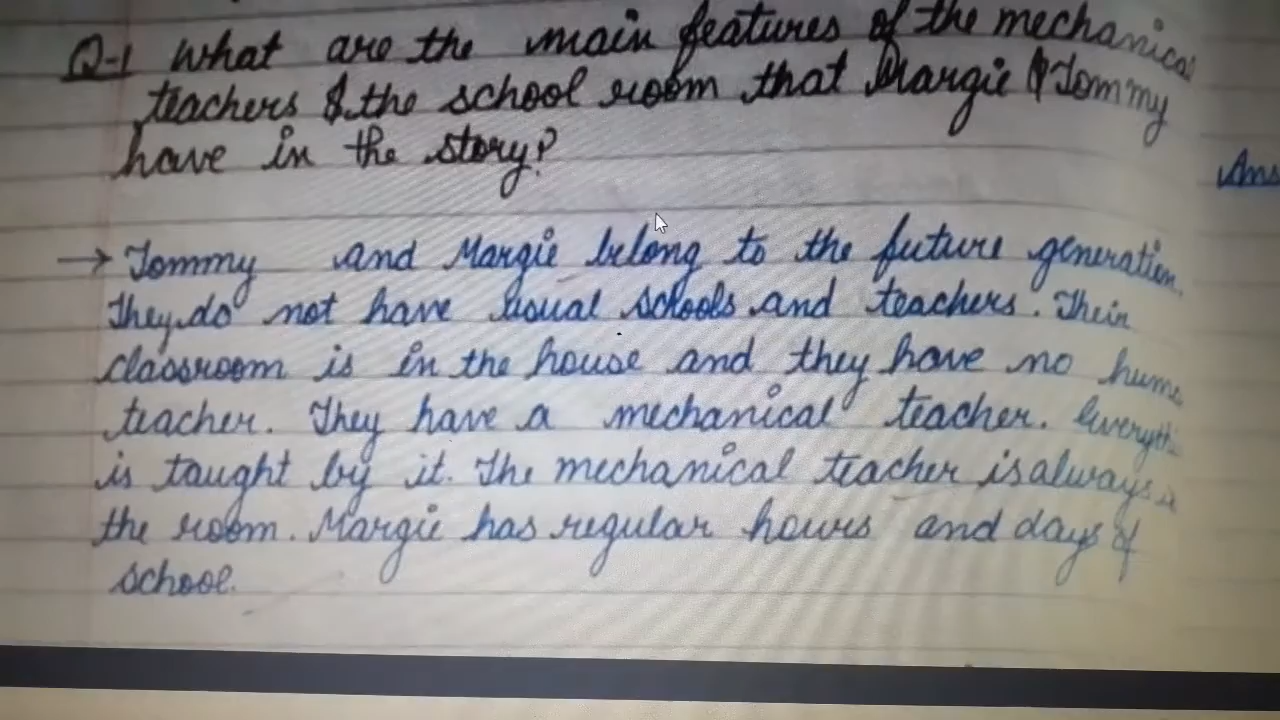 Q-1 What are the main features of the mechanical
teachers & the school room that Margie & Tommy
have in the story?
Ans
→ Tommy and Margie belong to the future generation.
They do not have usual schools and teachers. Their
classroom is in the house and they have no
teacher. They have a mechanical teacher.
is taught by it. The mechanical teacher is always
the room. Margie has regular hours and days of
school.